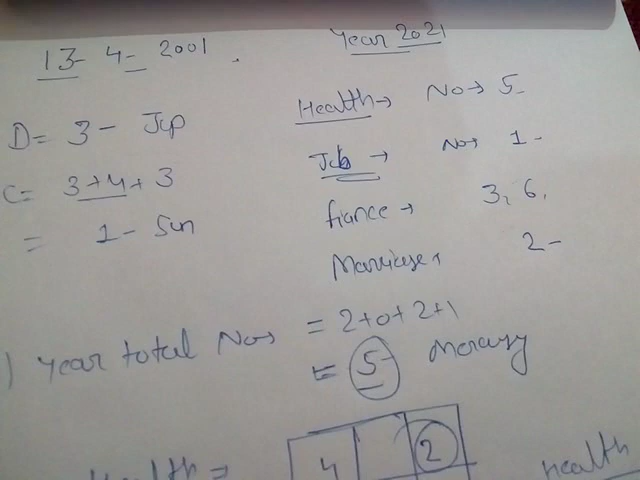 13- 4- 2001 .
Year 2021
D= 3 - Jup
C= 3+4+3
= 1 - Sun
Health→ No→ 5-
Job → No→ 1-
fiance → 3, 6,
Marriage→ 2-
) Year total No→ = 2+0+2+1
= 5 Mercury
Health = 4 2 Health